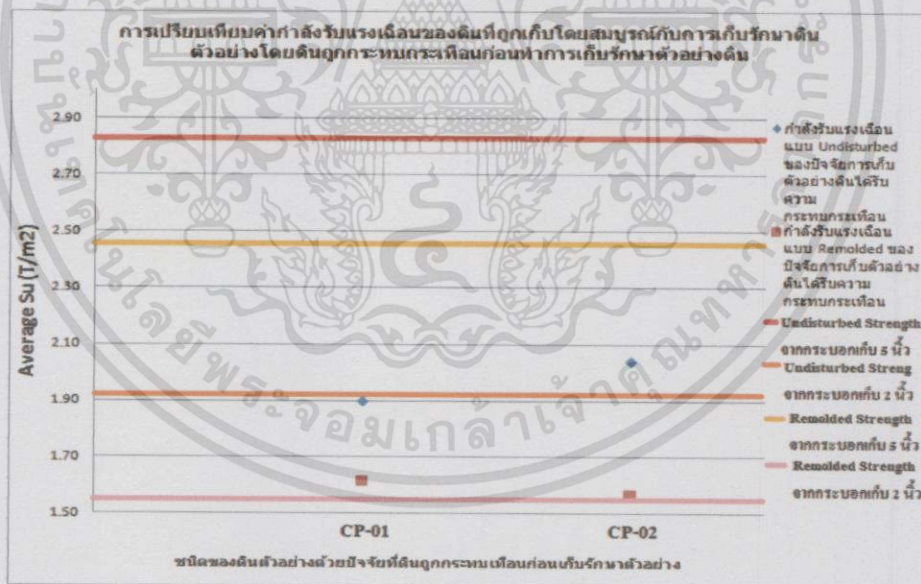 การเปรียบเทียบค่ากำลังรับแรงเฉือนของดินที่ถูกเก็บโดยสมบูรณ์กับการเก็บรักษาดิน
ตัวอย่างโดยดินถูกกระทบกระเทือนก่อนทำการเก็บรักษาตัวอย่างดิน
Average Su (T/m2)
2.90
2.70
2.50
2.30
2.10
1.90
1.70
1.50
CP-01
CP-02
ชนิดของดินตัวอย่างด้วยปัจจัยที่ดินถูกกระทบเทือนก่อนเก็บรักษาตัวอย่าง
กำลังรับแรงเฉือน
แบบ Undisturbed
ของปัจจัยการเก็บ
ตัวอย่างดินได้รับ
ความ
กระทบกระเทือน
กำลังรับแรงเฉือน
แบบ Remolded ของ
ปัจจัยการเก็บตัวอย่าง
ดินได้รับความ
กระทบกระเทือน
Undisturbed Strength
จากกระบอกเก็บ 5 นิ้ว
Undisturbed Streng
จากกระบอกเก็บ 2 นิ้ว
Remolded Strength
จากกระบอกเก็บ 5 นิ้ว
Remolded Strength
จากกระบอกเก็บ 2 นิ้ว
พระจอมเกล้าเจ้าคุณทหาร